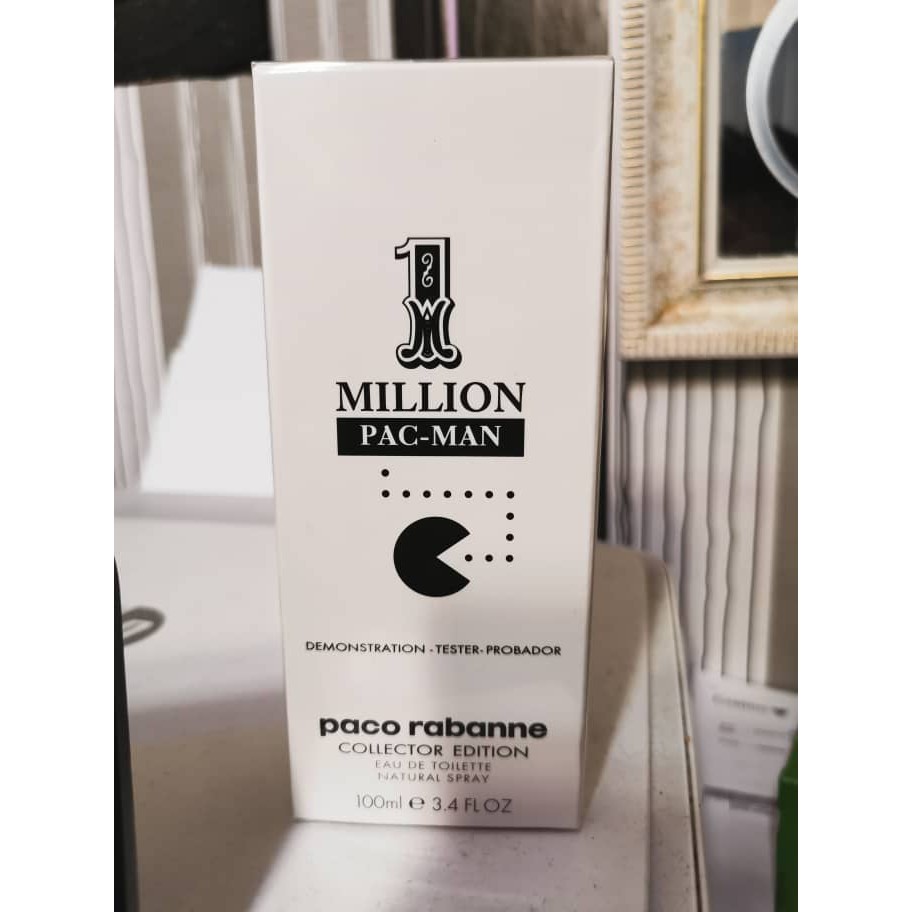 1
MILLION
PAC-MAN
DEMONSTRATION - TESTER- PROBADOR
paco rabanne
COLLECTOR EDITION
EAU DE TOILETTE
NATURAL SPRAY
100ml ℮ 3.4 FL OZ